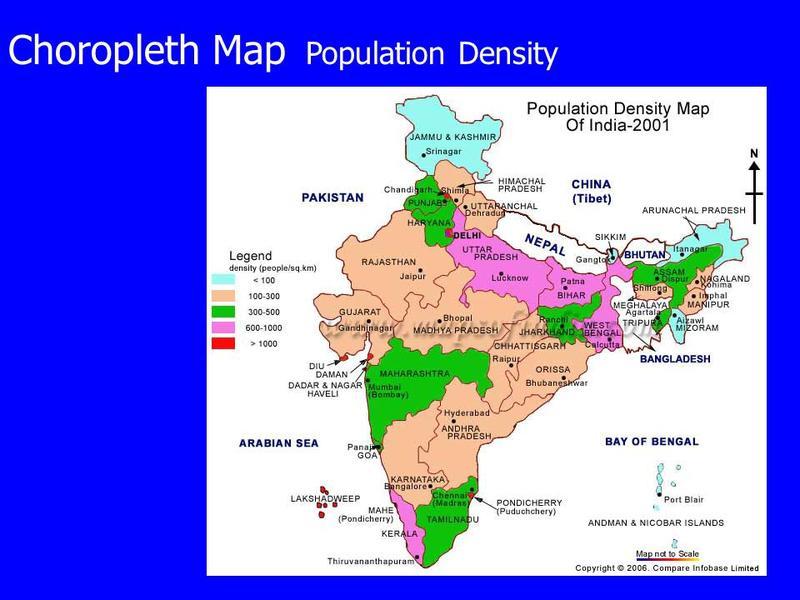 Choropleth Map Population Density
Population Density Map
Of India-2001
JAMMU & KASHMIR
Srinagar
N
HIMACHAL
PRADESH
CHINA
(Tibet)
Chandigarh
Shimla
PAKISTAN
PUNJAB
UTTARANCHAL
Dehradun
ARUNACHAL PRADESH
HARYANA
DELHI
NEPAL
SIKKIM
UTTAR
PRADESH
Gangtok
BHUTAN
Itanagar
Legend
density (people/sq.km)
< 100
100-300
300-500
600-1000
> 1000
RAJASTHAN
Jaipur
Lucknow
Patna
BIHAR
ASSAM
Dispur
NAGALAND
Kohima
Shillong
Imphal
MANIPUR
MEGHALAYA
Agartala
TRIPURA
Aizawl
MIZORAM
GUJARAT
Gandhinagar
Bhopal
MADHYA PRADESH
Ranchi
JHARKHAND
WEST
BENGAL
Calcutta
CHHATTISGARH
Raipur
BANGLADESH
DIU
DAMAN
DADAR & NAGAR
HAVELI
MAHARASHTRA
Mumbai
(Bombay)
ORISSA
Bhubaneshwar
Hyderabad
ANDHRA
PRADESH
ARABIAN SEA
Panaji
GOA
BAY OF BENGAL
KARNATAKA
Bangalore
LAKSHADWEEP
Chennai
(Madras)
PONDICHERRY
(Puduchchery)
Port Blair
MAHE
(Pondicherry)
TAMILNADU
ANDMAN & NICOBAR ISLANDS
KERALA
Thiruvananthapuram
Map not to Scale
Copyright © 2006. Compare Infobase Limited